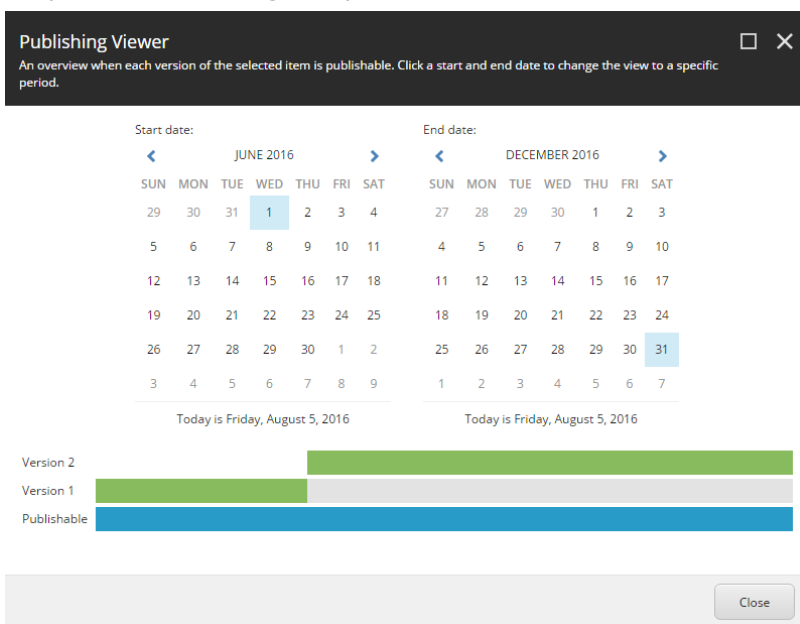 Publishing Viewer
An overview when each version of the selected item is publishable. Click a start and end date to change the view to a specific
period.
Start date:
JUNE 2016
SUN MON TUE WED THU FRI SAT
29 30 31 1 2 3 4
5 6 7 8 9 10 11
12 13 14 15 16 17 18
19 20 21 22 23 24 25
26 27 28 29 30 1 2
3 4 5 6 7 8 9
Today is Friday, August 5, 2016
End date:
DECEMBER 2016
SUN MON TUE WED THU FRI SAT
27 28 29 30 1 2 3
4 5 6 7 8 9 10
11 12 13 14 15 16 17
18 19 20 21 22 23 24
25 26 27 28 29 30 31
1 2 3 4 5 6 7
Today is Friday, August 5, 2016
Version 2
Version 1
Publishable
Close